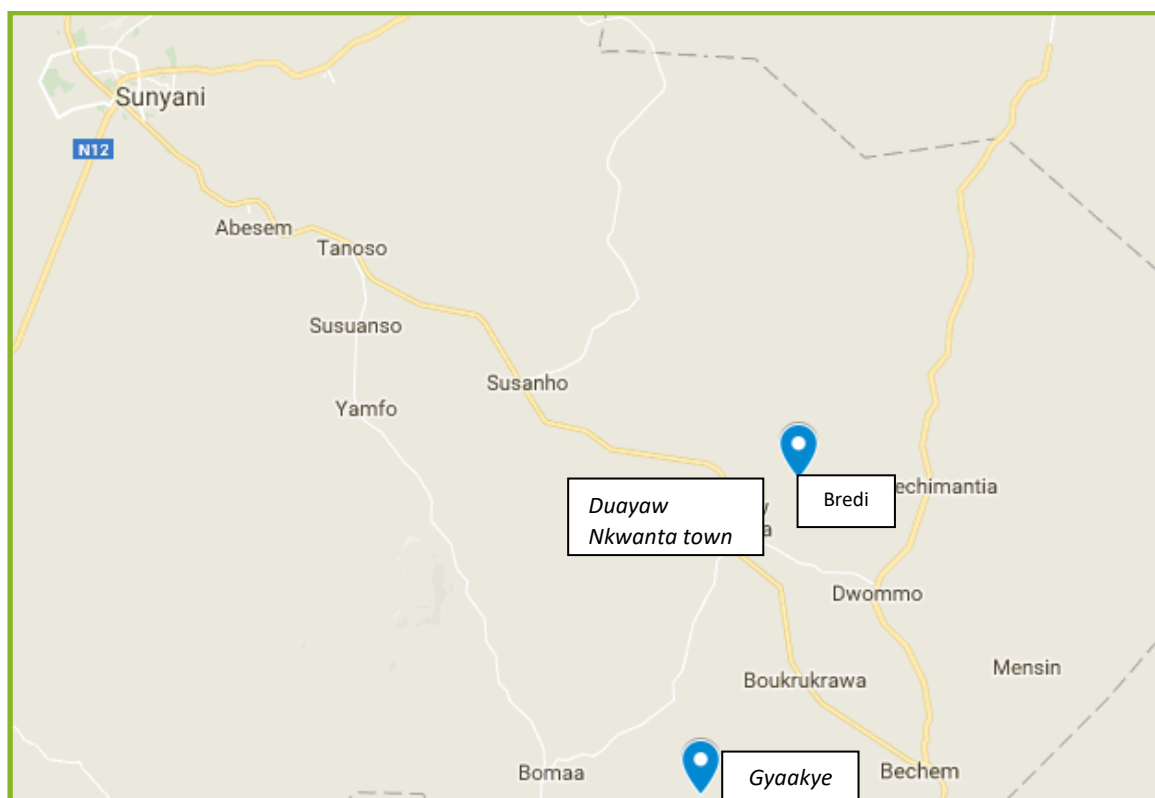 Sunyani
N12
Abesem
Tanoso
Susuanso
Susanho
Yamfo
Duayaw
Nkwanta town
Bredi
echimantia
Dwommo
Mensin
Boukrukrawa
Bomaa
Gyaakye
Bechem